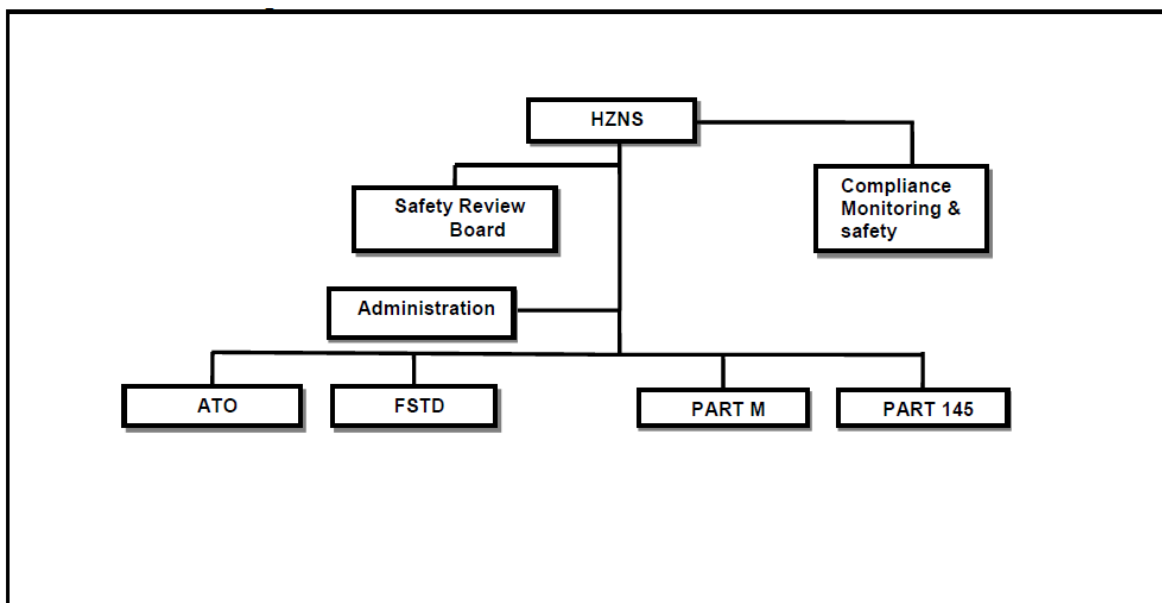 HZNS
Safety Review
Board
Compliance
Monitoring &
safety
Administration
ATO
FSTD
PART M
PART 145